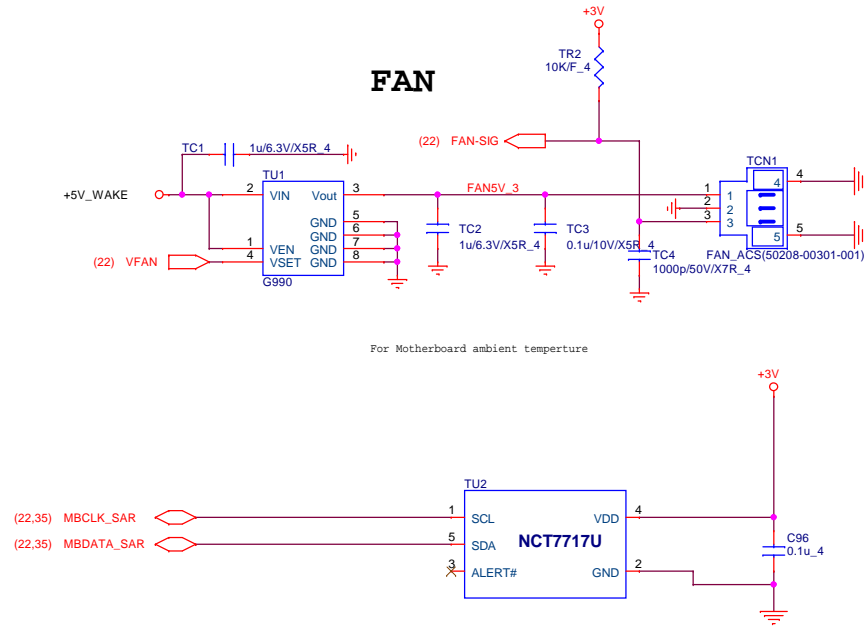 +3V
TR2
10K/F_4
FAN
(22) FAN-SIG
TC1
1u/6.3V/X5R_4
TCN1
TU1
+5V_WAKE
2 VIN Vout 3
FAN5V_3
1 1
2 2
3 3
4 4
5 5
GND 5
GND 6
GND 7
GND 8
1 VEN
4 VSET
(22) VFAN
G990
TC2
1u/6.3V/X5R_4
TC3
0.1u/10V/X5R_4
TC4
1000p/50V/X7R_4
FAN_ACS(50208-00301-001)
For Motherboard ambient temperture
+3V
TU2
(22,35) MBCLK_SAR
1 SCL VDD 4
(22,35) MBDATA_SAR
5 SDA
NCT7717U
3 ALERT# GND 2
C96
0.1u_4